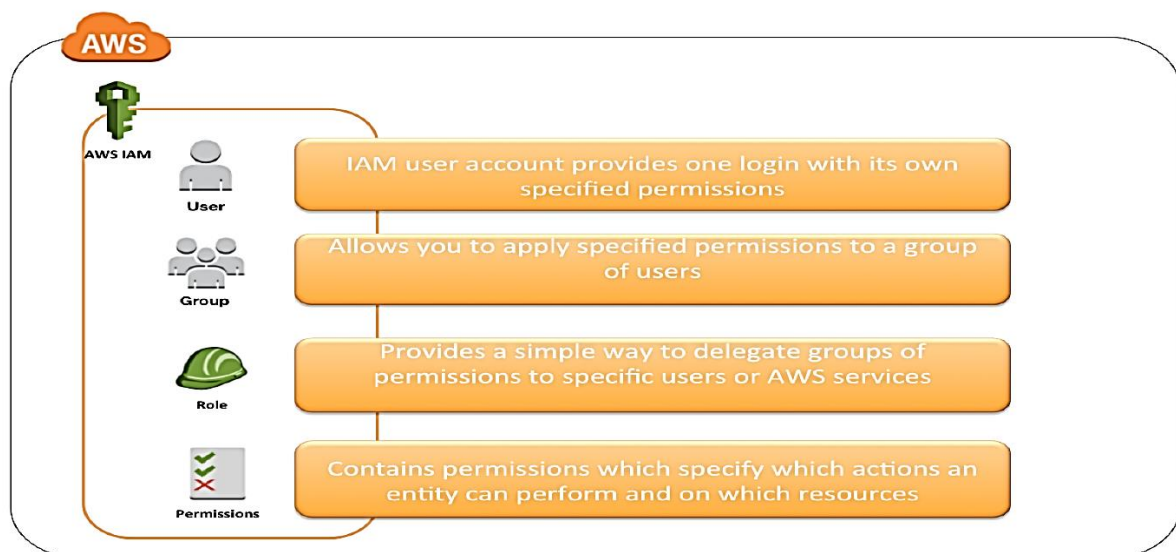 AWS
AWS IAM
User
IAM user account provides one login with its own
specified permissions
Group
Allows you to apply specified permissions to a group
of users
Role
Provides a simple way to delegate groups of
permissions to specific users or AWS services
Permissions
Contains permissions which specify which actions an
entity can perform and on which resources